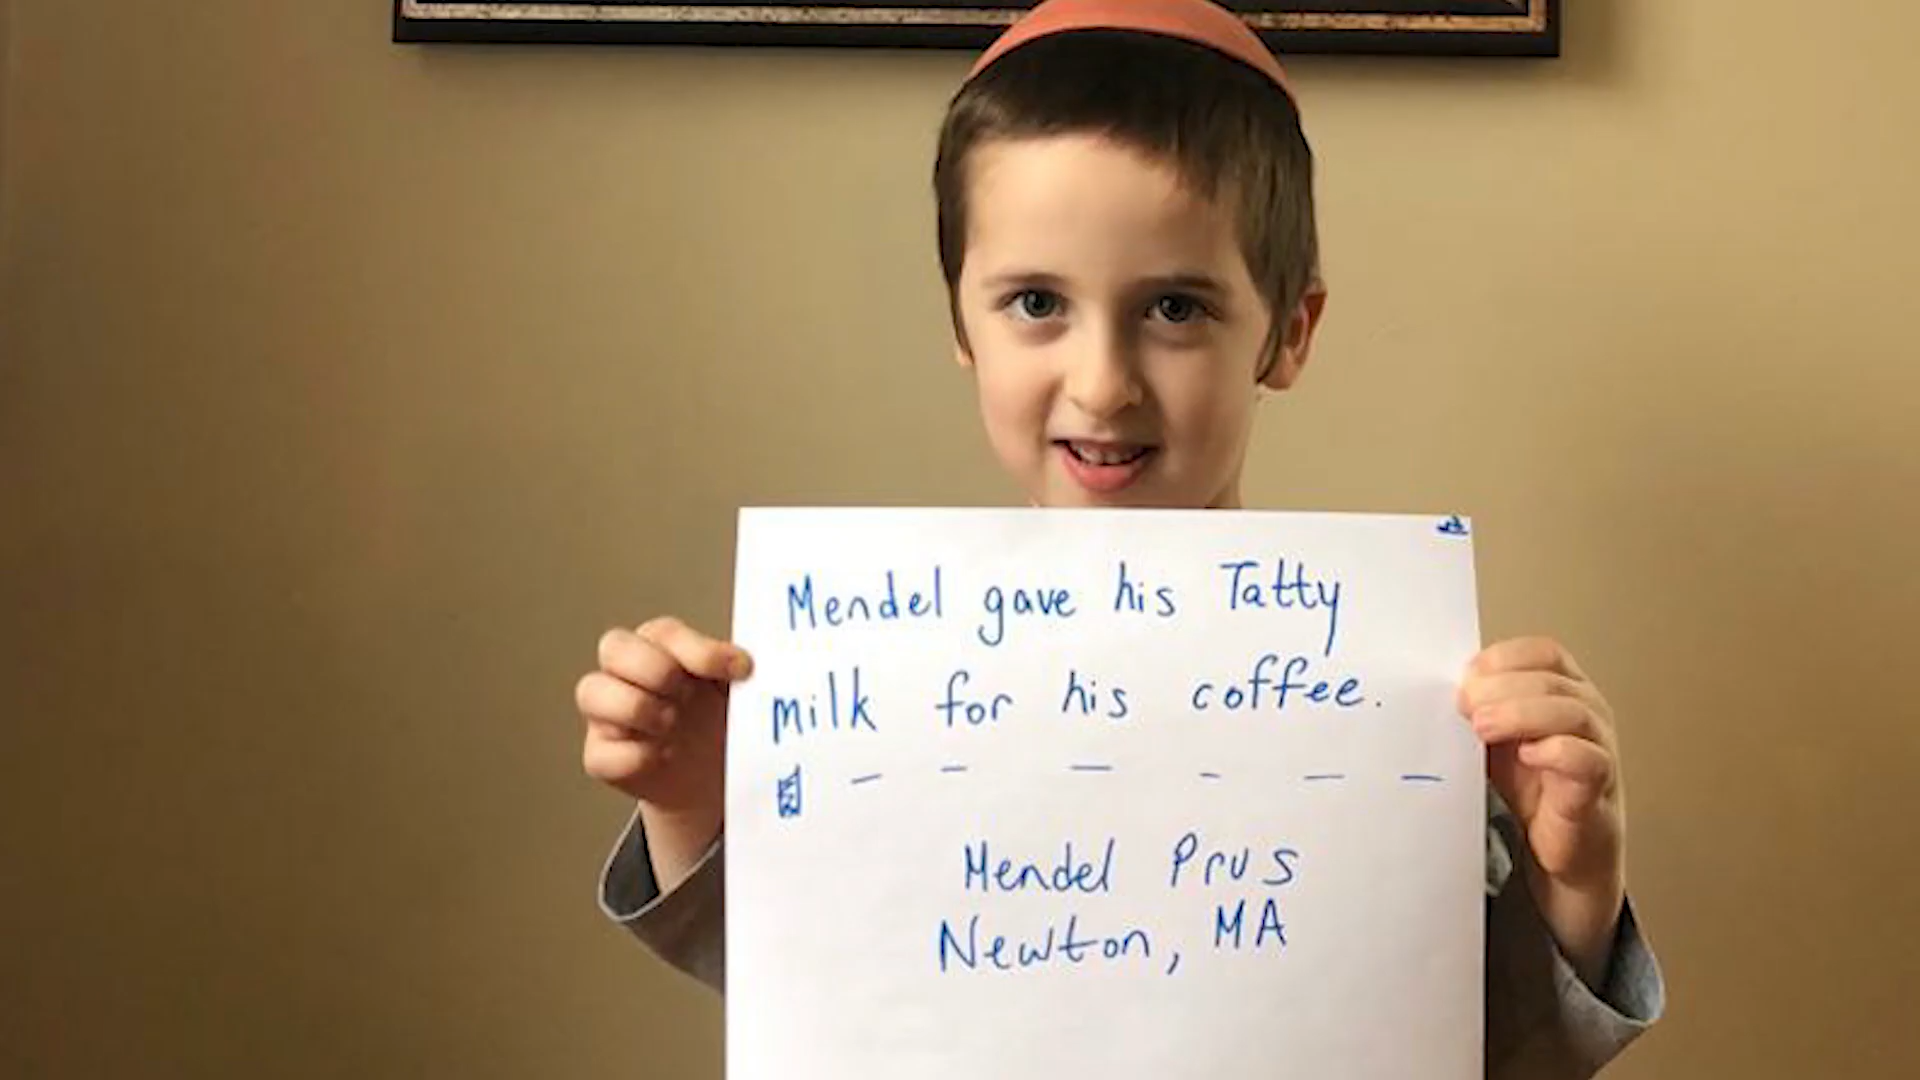 Mendel gave his Tatty
milk for his coffee.
Mendel Prus
Newton, MA